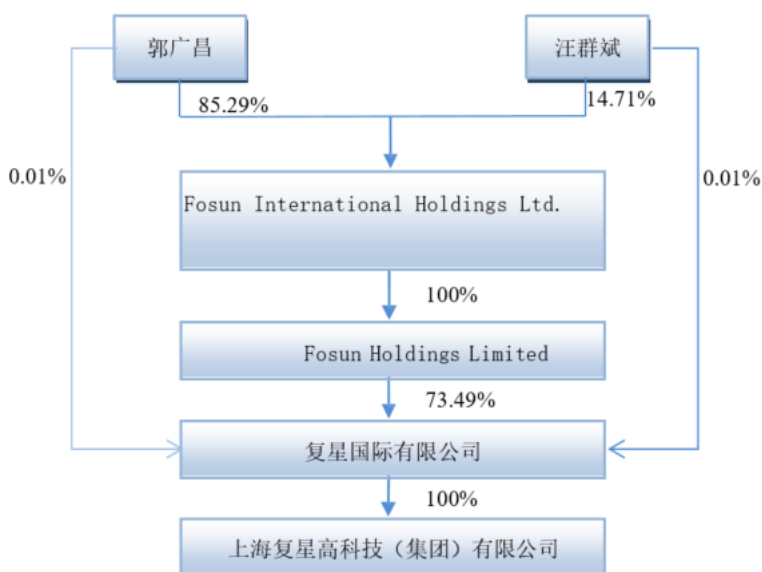 郭广昌
汪群斌
85.29%
14.71%
0.01%
0.01%
Fosun International Holdings Ltd.
100%
Fosun Holdings Limited
73.49%
复星国际有限公司
100%
上海复星高科技（集团）有限公司